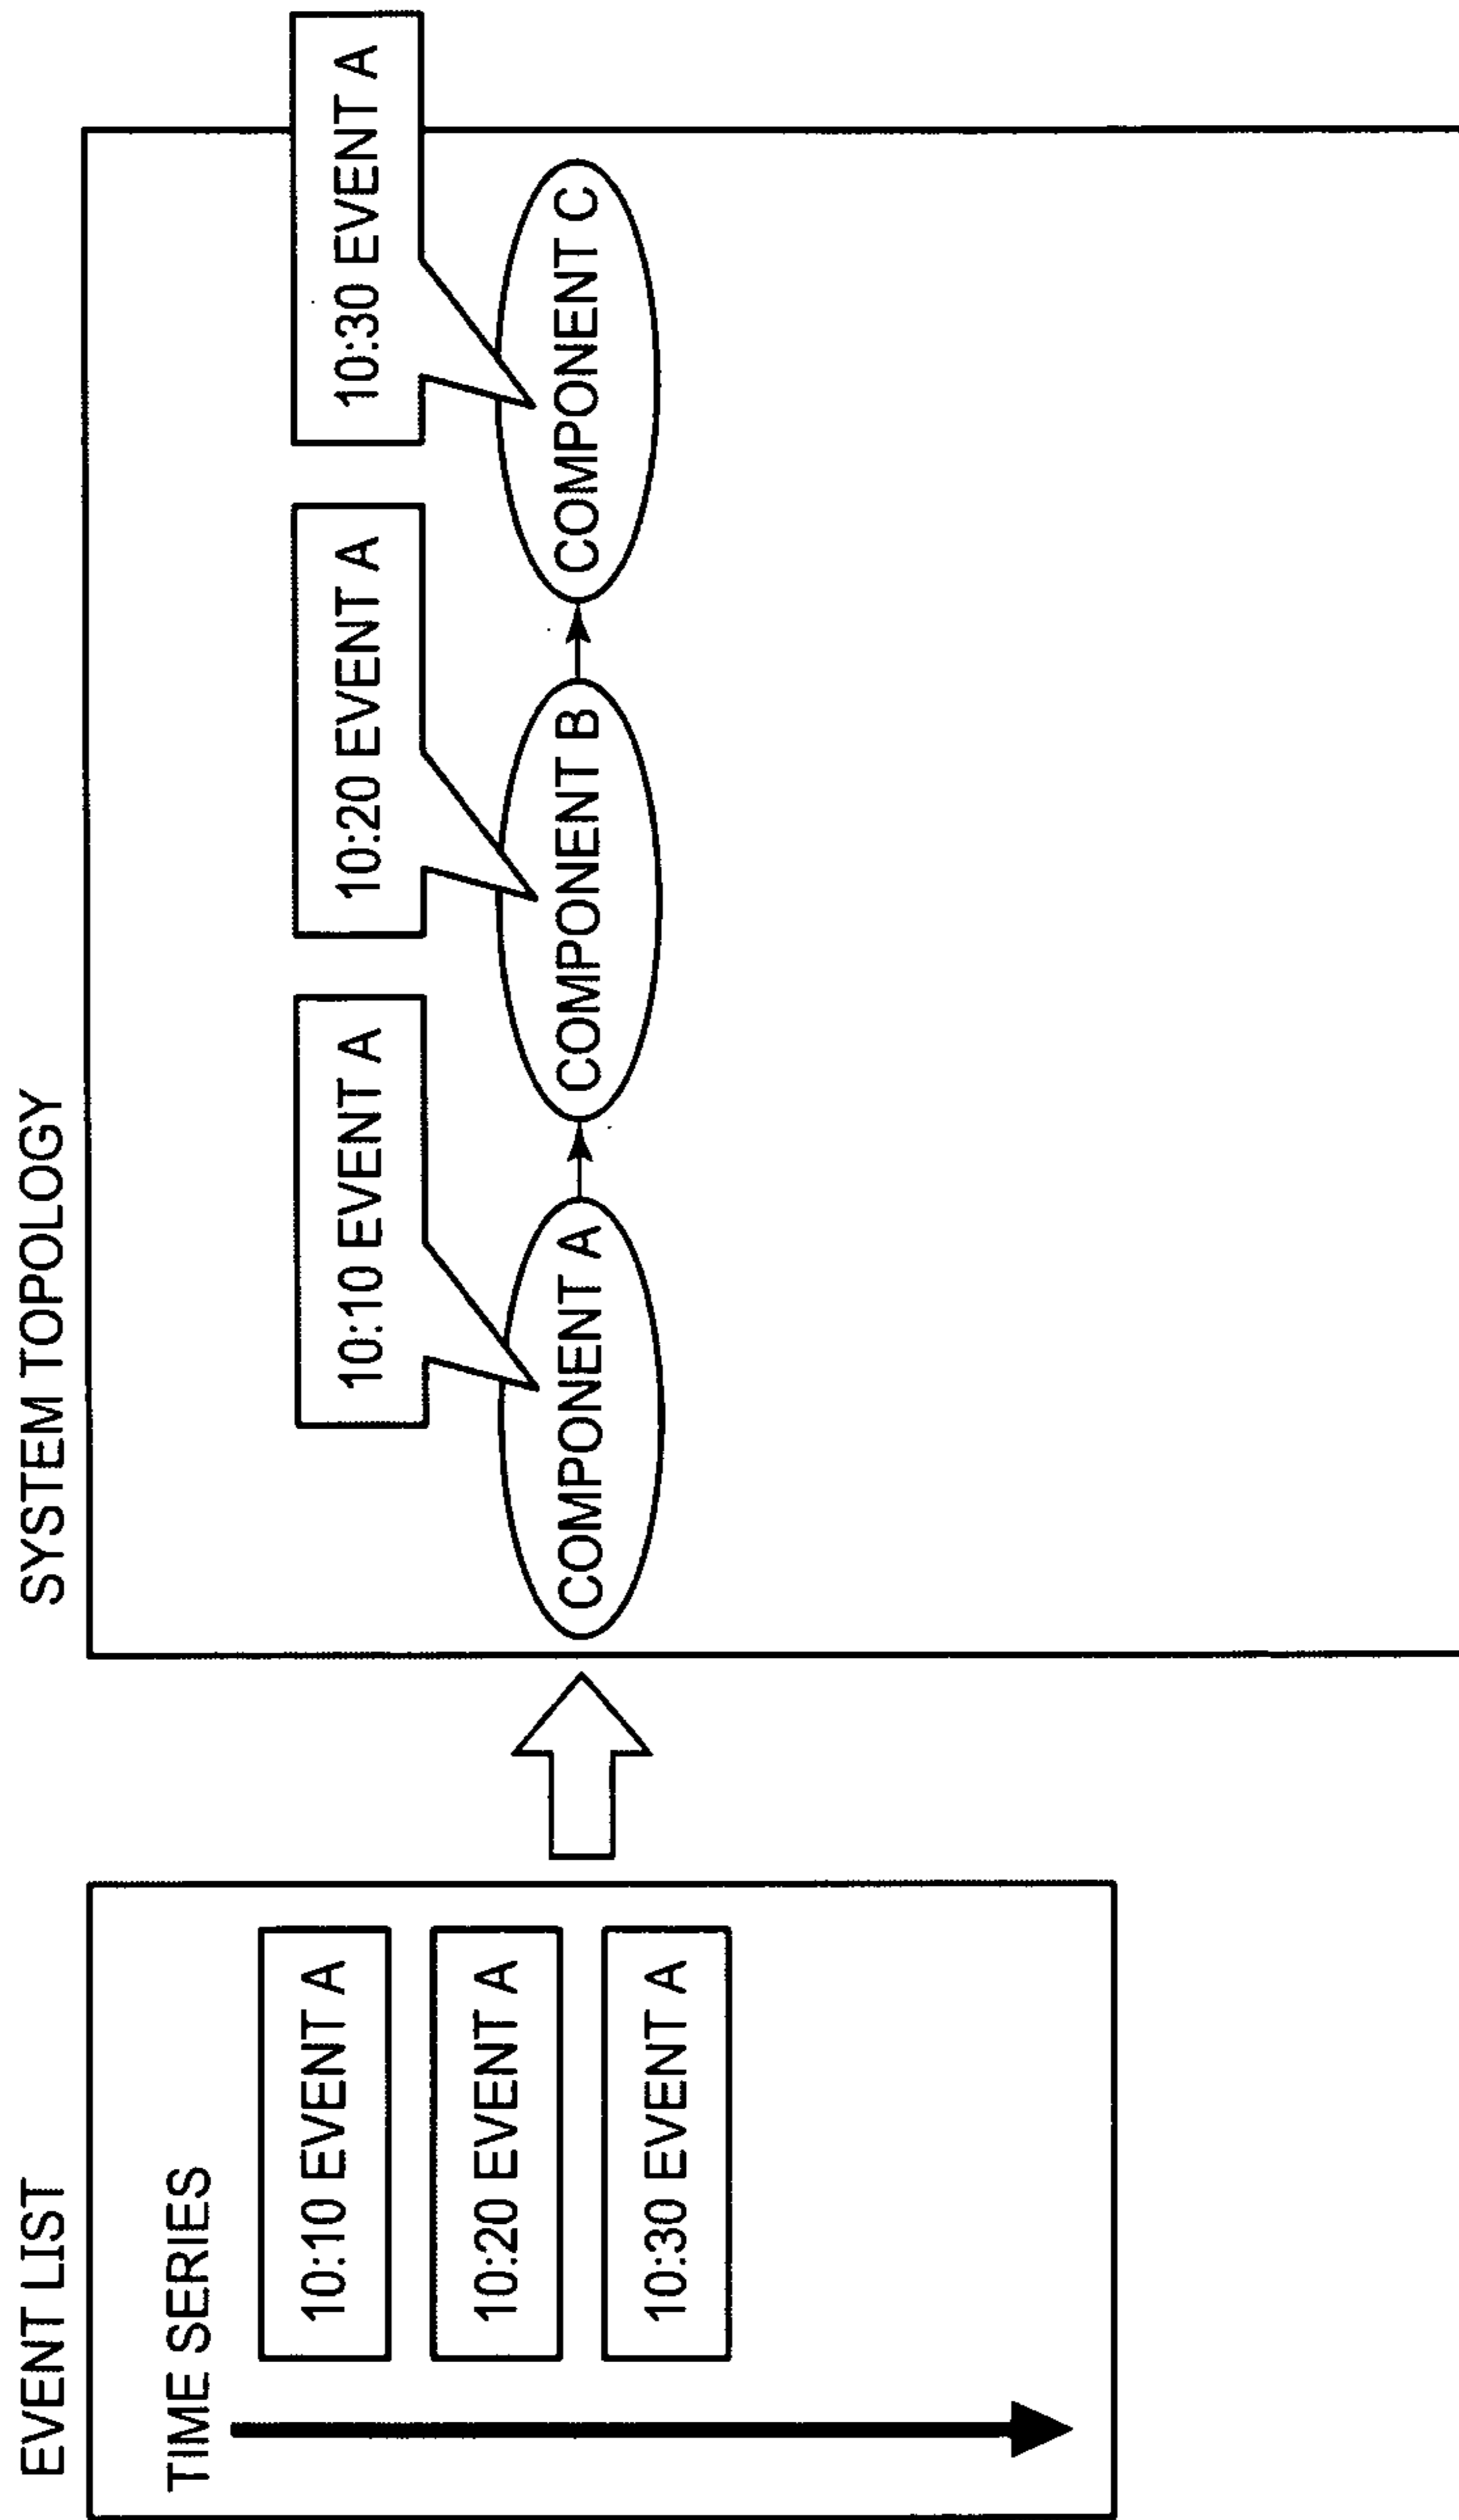 EVENT LIST
TIME SERIES
10:10 EVENT A
10:20 EVENT A
10:30 EVENT A
SYSTEM TOPOLOGY
10:10 EVENT A
10:20 EVENT A
10:30 EVENT A
COMPONENT A
COMPONENT B
COMPONENT C